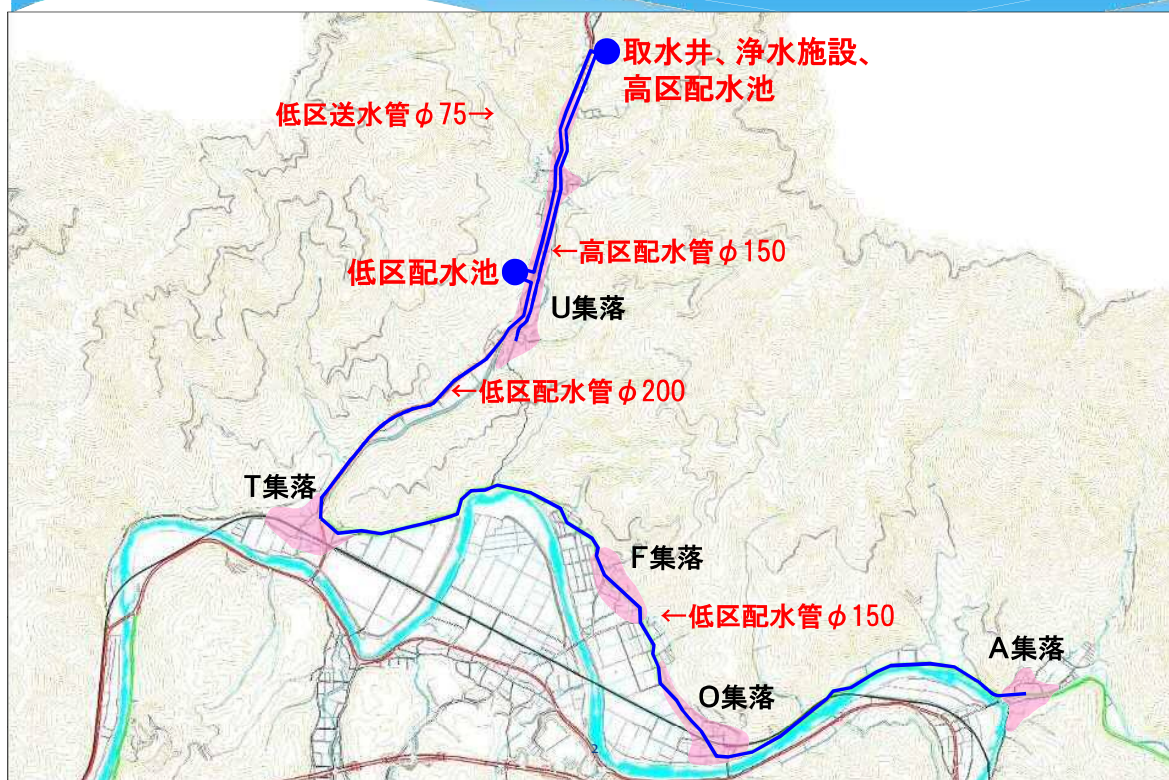 取水井、浄水施設、
高区配水池
低区送水管φ75→
←高区配水管φ150
低区配水池
U集落
←低区配水管φ200
T集落
F集落
←低区配水管φ150
A集落
O集落
2